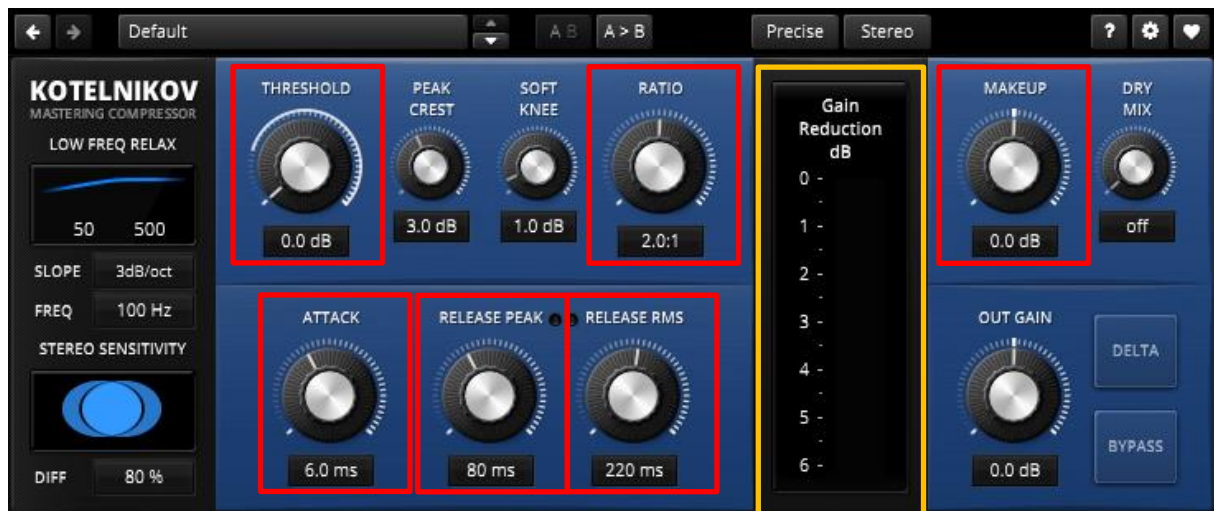 Default
A B
A > B
Precise
Stereo
?
KOTELNIKOV
MASTERING COMPRESSOR
LOW FREQ RELAX
50 500
SLOPE 3dB/oct
FREQ 100 Hz
STEREO SENSITIVITY
DIFF 80 %
THRESHOLD
0.0 dB
PEAK
CREST
3.0 dB
SOFT
KNEE
1.0 dB
RATIO
2.0:1
ATTACK
6.0 ms
RELEASE PEAK
80 ms
RELEASE RMS
220 ms
Gain
Reduction
dB
0 -
1 -
2 -
3 -
4 -
5 -
6 -
MAKEUP
0.0 dB
DRY
MIX
off
OUT GAIN
0.0 dB
DELTA
BYPASS